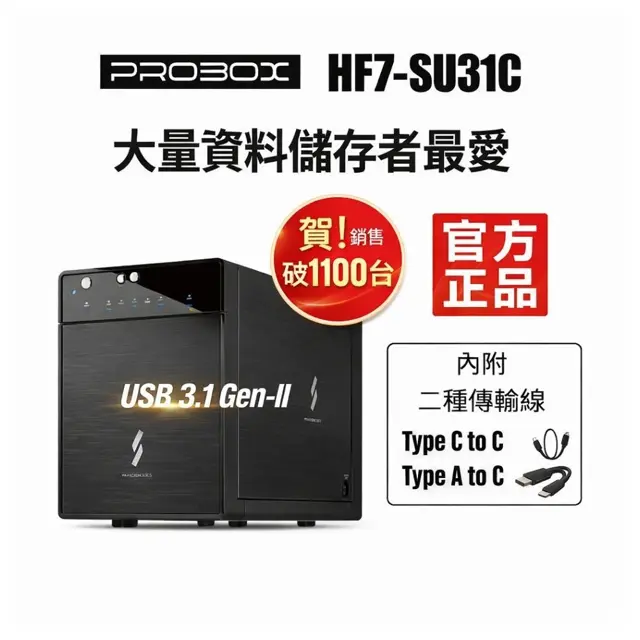 PROBOX HF7-SU31C
大量資料儲存者最愛
賀!銷售
破1100台
官方
正品
USB 3.1 Gen-II
PROBOX
內附
二種傳輸線
Type C to C
Type A to C